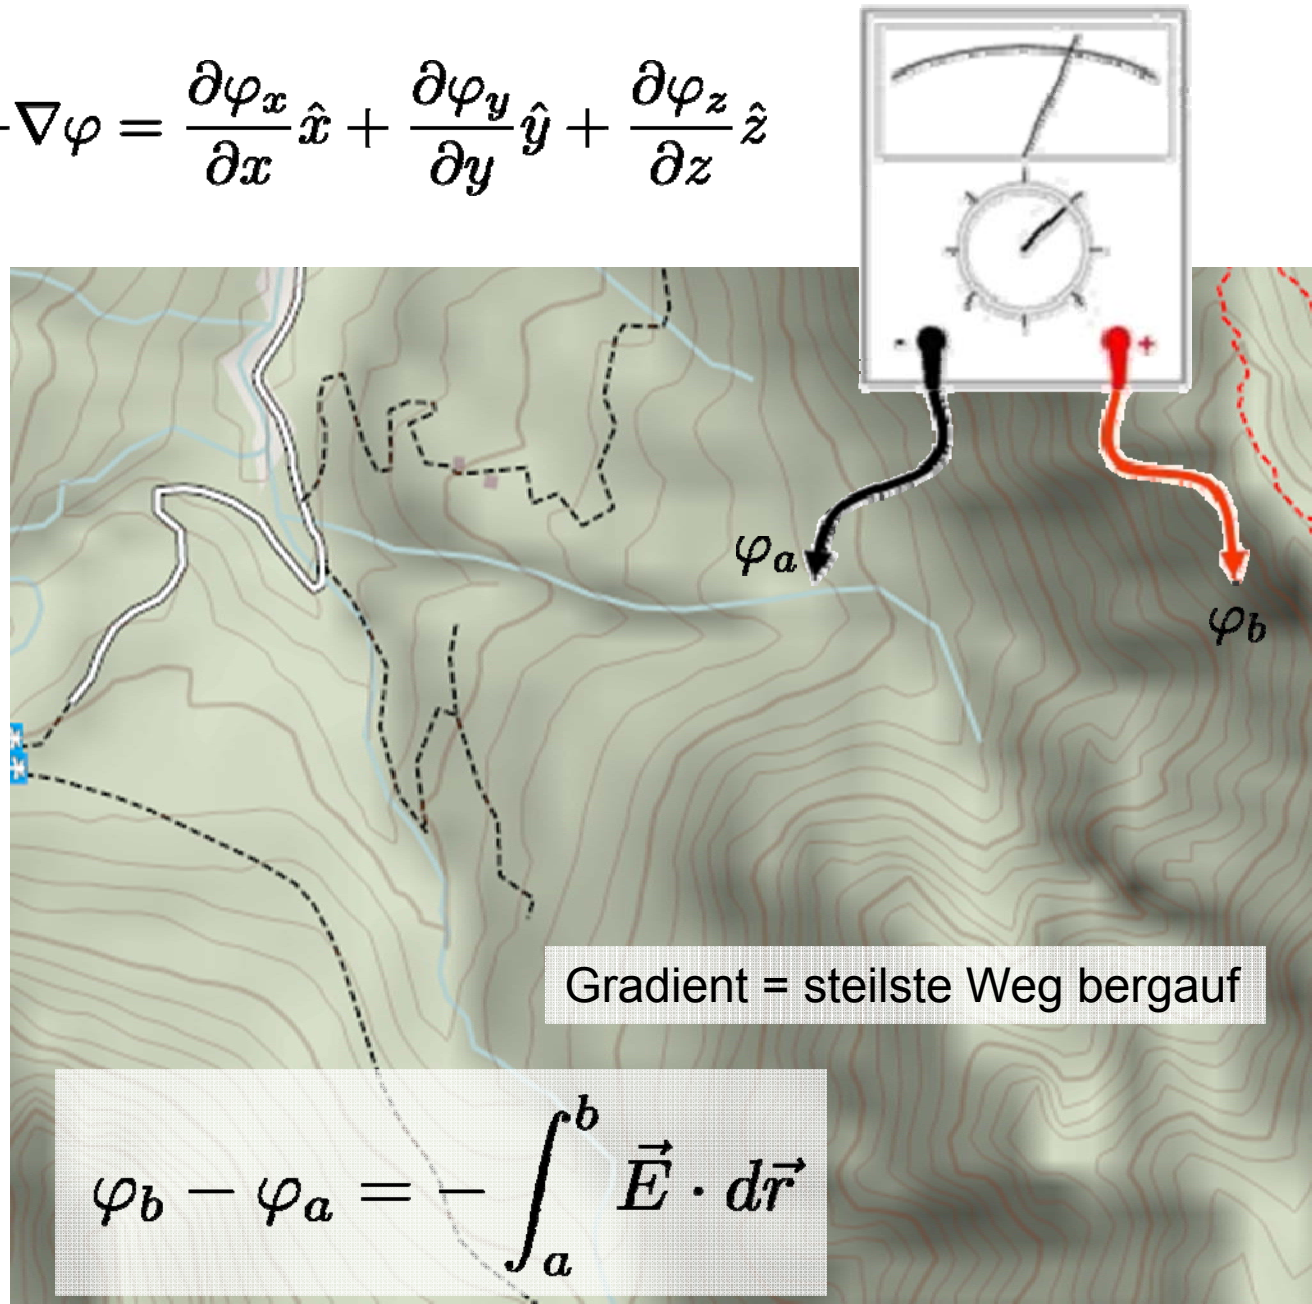 -∇φ = ∂φ_x/∂x x̂ + ∂φ_y/∂y ŷ + ∂φ_z/∂z ẑ
- +
φ_a
φ_b
Gradient = steilste Weg bergauf
φ_b − φ_a = − ∫_a^b E⃗ · dr⃗